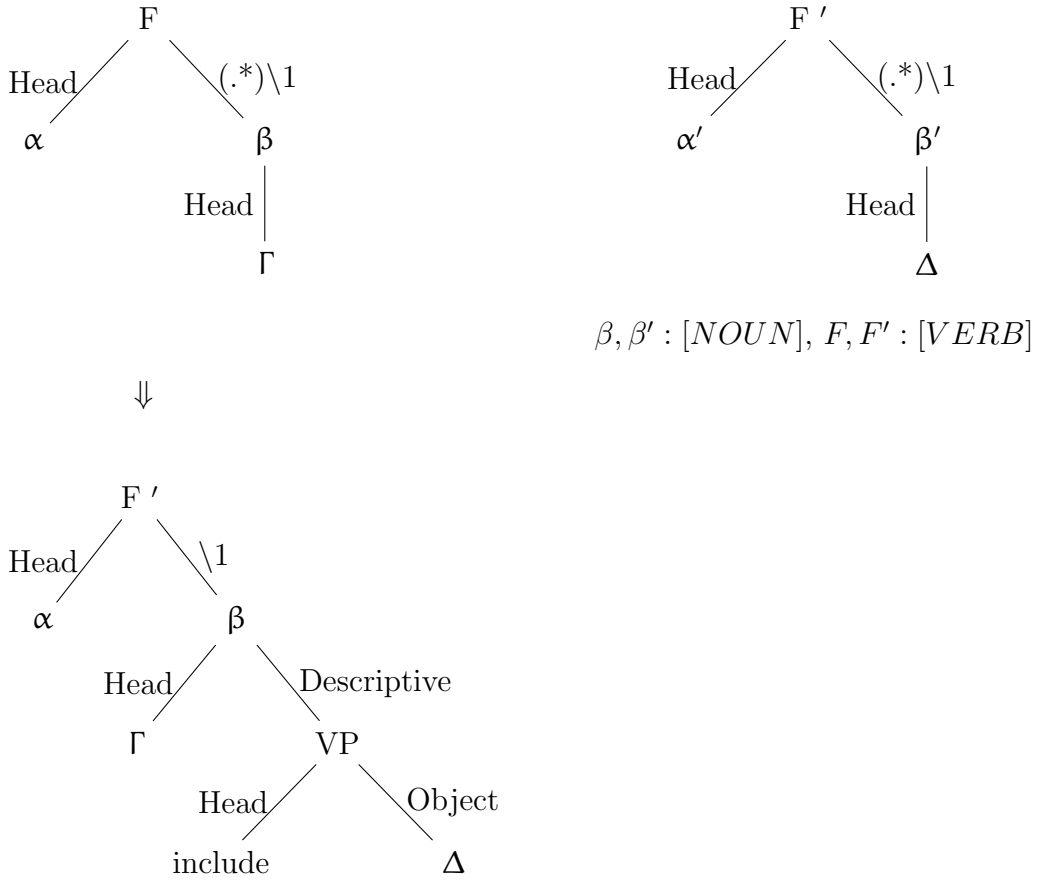 F F ′
Head (.*)\1 Head (.*)\1
α β α′ β′
Head Head
Γ Δ
β, β′ : [NOUN], F, F′ : [VERB]
⇓
F ′
Head \1
α β
Head Descriptive
Γ VP
Head Object
include Δ